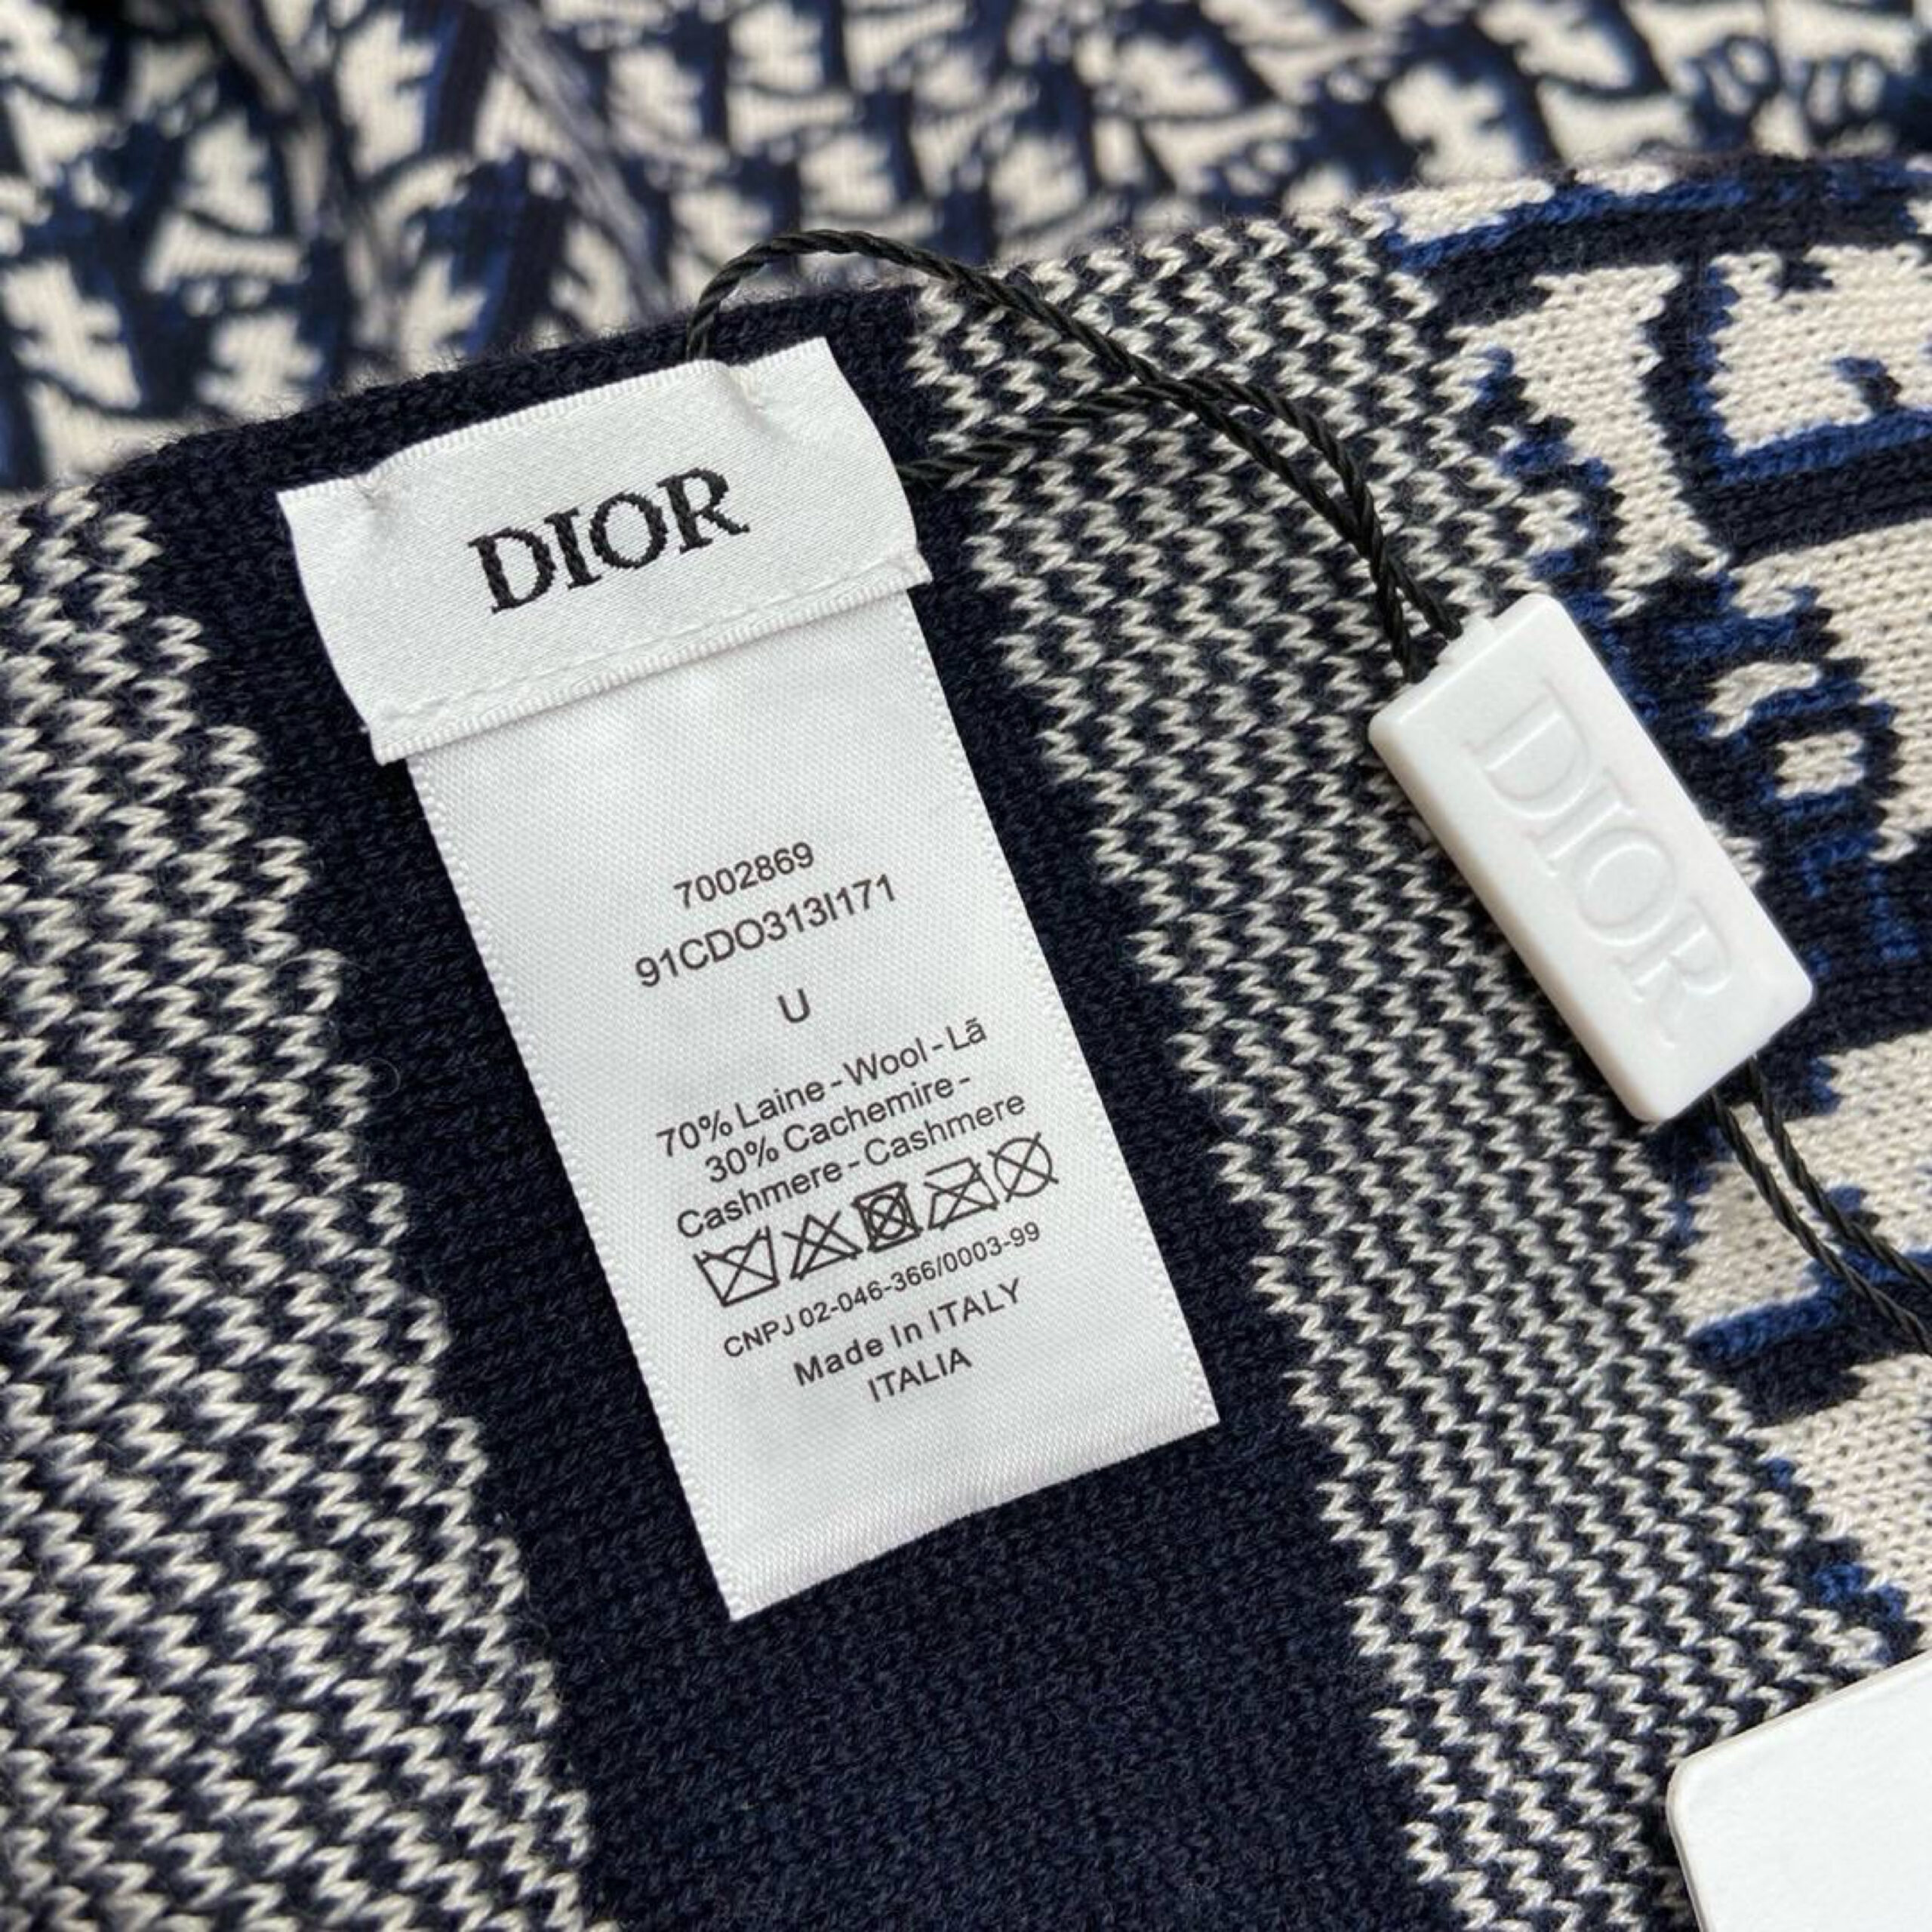 DIOR
7002869
91CDO313I171
U
70% Laine - Wool - Lã
30% Cachemire -
Cashmere - Cashmere
CNPJ 02-046-366/0003-99
Made In ITALY
ITALIA
DIOR